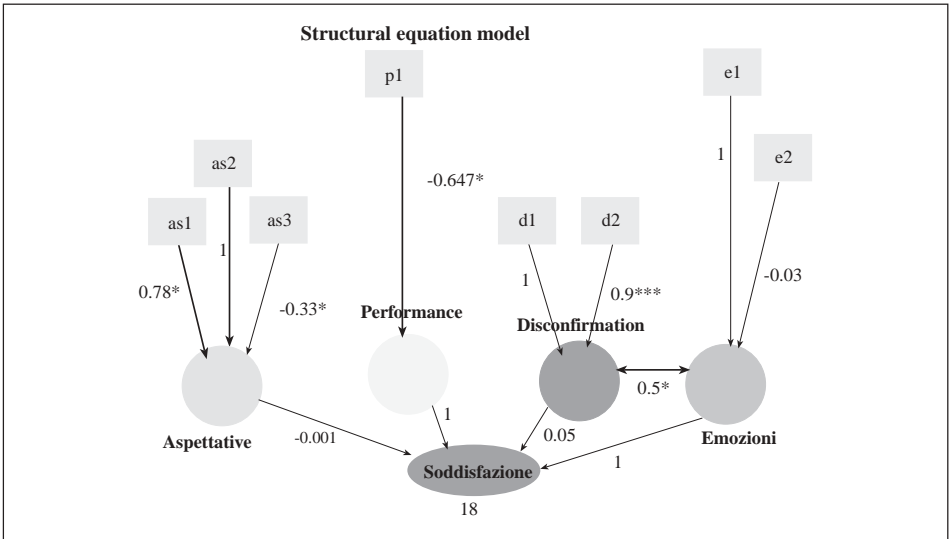 Structural equation model
p1
e1
as2
1
e2
-0.647*
as1
as3
d1
d2
1
1
-0.03
0.78*
-0.33*
0.9***
Performance
Disconfirmation
0.5*
Aspettative
-0.001
1
0.05
Emozioni
1
Soddisfazione
18